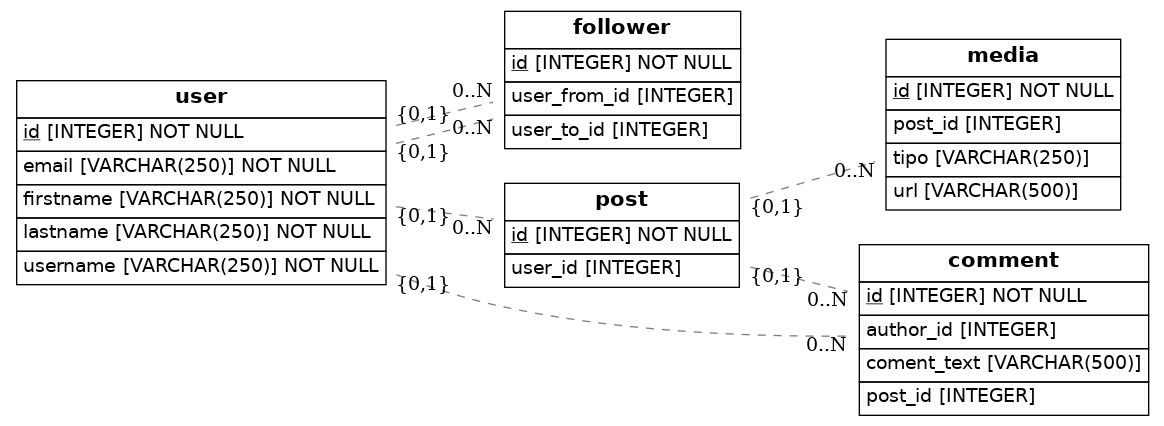 user
id [INTEGER] NOT NULL
email [VARCHAR(250)] NOT NULL
firstname [VARCHAR(250)] NOT NULL
lastname [VARCHAR(250)] NOT NULL
username [VARCHAR(250)] NOT NULL
{0,1}
0..N
{0,1}
0..N
{0,1}
0..N
{0,1}
0..N
follower
id [INTEGER] NOT NULL
user_from_id [INTEGER]
user_to_id [INTEGER]
post
id [INTEGER] NOT NULL
user_id [INTEGER]
{0,1}
0..N
{0,1}
0..N
media
id [INTEGER] NOT NULL
post_id [INTEGER]
tipo [VARCHAR(250)]
url [VARCHAR(500)]
comment
id [INTEGER] NOT NULL
author_id [INTEGER]
coment_text [VARCHAR(500)]
post_id [INTEGER]